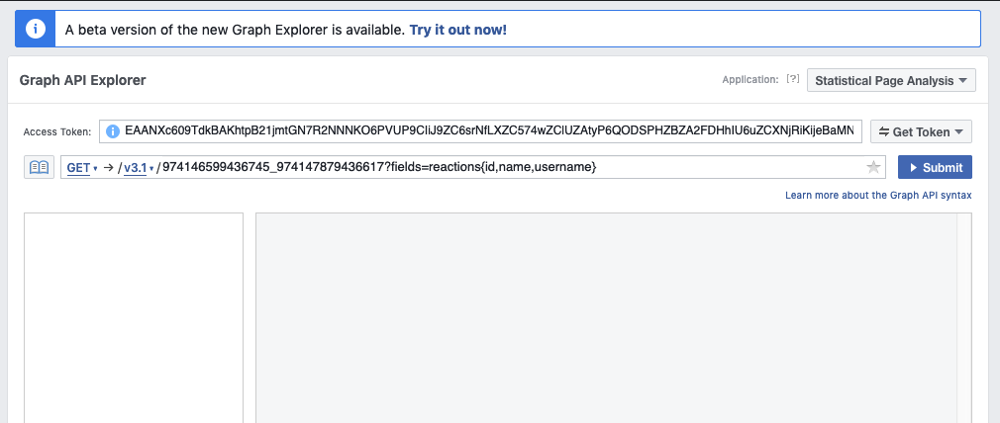 A beta version of the new Graph Explorer is available. Try it out now!
Graph API Explorer
Application: [?] Statistical Page Analysis
Access Token: EAANXc609TdkBAKhtpB21jmtGN7R2NNNKO6PVUP9CliJ9ZC6srNfLXZC574wZClUZAtyP6QODSPHZBZA2FDHhIU6uZCXNjRiKijeBaMN Get Token
GET → / v3.1 / 974146599436745_974147879436617?fields=reactions{id,name,username} Submit
Learn more about the Graph API syntax